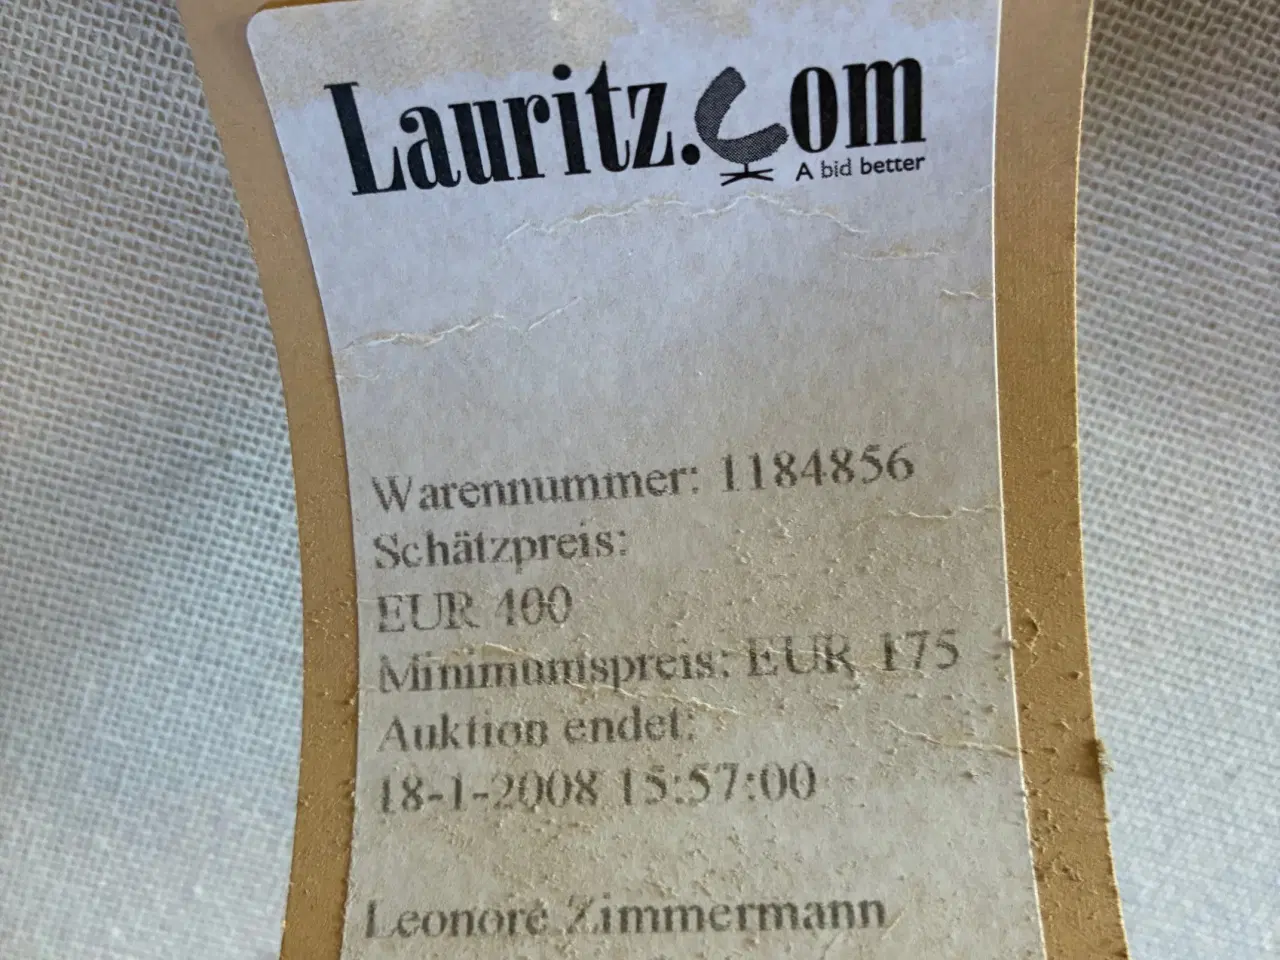 Lauritz.Com
A bid better
Warennummer: 1184856
Schätzpreis:
EUR 400
Minimumspreis: EUR 175
Auktion endet:
18-1-2008 15:57:00
Leonore Zimmermann